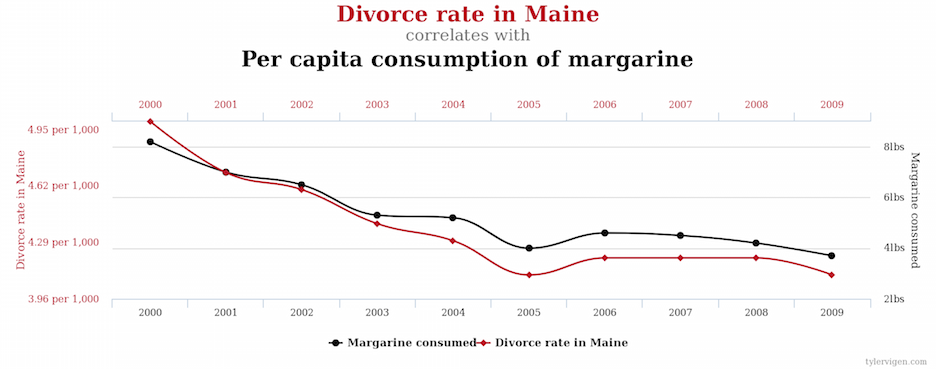 Divorce rate in Maine
correlates with
Per capita consumption of margarine
2000 2001 2002 2003 2004 2005 2006 2007 2008 2009
4.95 per 1,000
4.62 per 1,000
4.29 per 1,000
3.96 per 1,000
Divorce rate in Maine
8lbs
6lbs
4lbs
2lbs
Margarine consumed
2000 2001 2002 2003 2004 2005 2006 2007 2008 2009
Margarine consumed Divorce rate in Maine
tylervigen.com